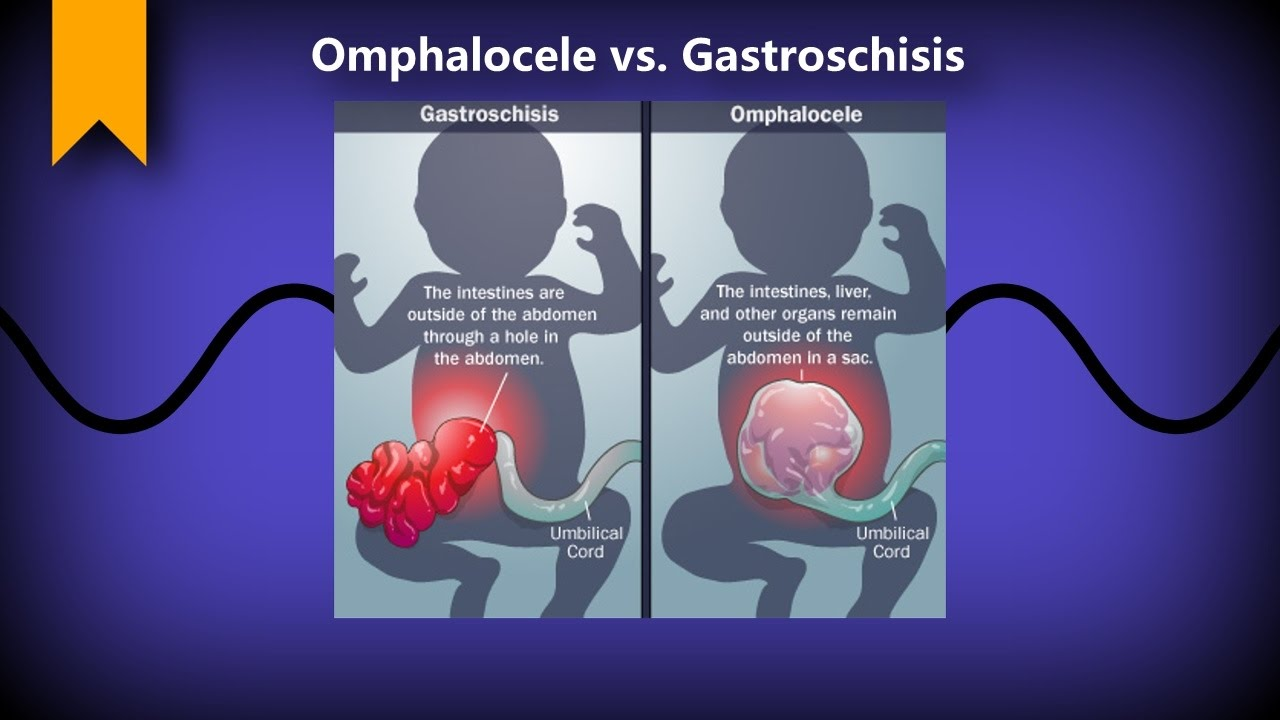 Omphalocele vs. Gastroschisis
Gastroschisis
The intestines are
outside of the abdomen
through a hole in
the abdomen.
Umbilical
Cord
Omphalocele
The intestines, liver,
and other organs remain
outside of the
abdomen in a sac.
Umbilical
Cord